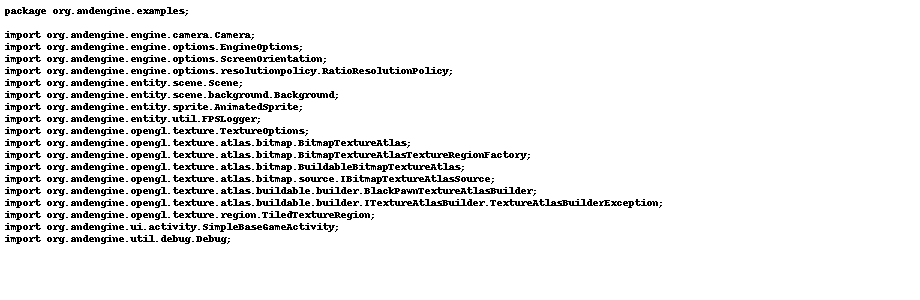 package org.andengine.examples;
import org.andengine.engine.camera.Camera;
import org.andengine.engine.options.EngineOptions;
import org.andengine.engine.options.ScreenOrientation;
import org.andengine.engine.options.resolutionpolicy.RatioResolutionPolicy;
import org.andengine.entity.scene.Scene;
import org.andengine.entity.scene.background.Background;
import org.andengine.entity.sprite.AnimatedSprite;
import org.andengine.entity.util.FPSLogger;
import org.andengine.opengl.texture.TextureOptions;
import org.andengine.opengl.texture.atlas.bitmap.BitmapTextureAtlas;
import org.andengine.opengl.texture.atlas.bitmap.BitmapTextureAtlasTextureRegionFactory;
import org.andengine.opengl.texture.atlas.bitmap.BuildableBitmapTextureAtlas;
import org.andengine.opengl.texture.atlas.bitmap.source.IBitmapTextureAtlasSource;
import org.andengine.opengl.texture.atlas.buildable.builder.BlackPawnTextureAtlasBuilder;
import org.andengine.opengl.texture.atlas.buildable.builder.ITextureAtlasBuilder.TextureAtlasBuilderException;
import org.andengine.opengl.texture.region.TiledTextureRegion;
import org.andengine.ui.activity.SimpleBaseGameActivity;
import org.andengine.util.debug.Debug;